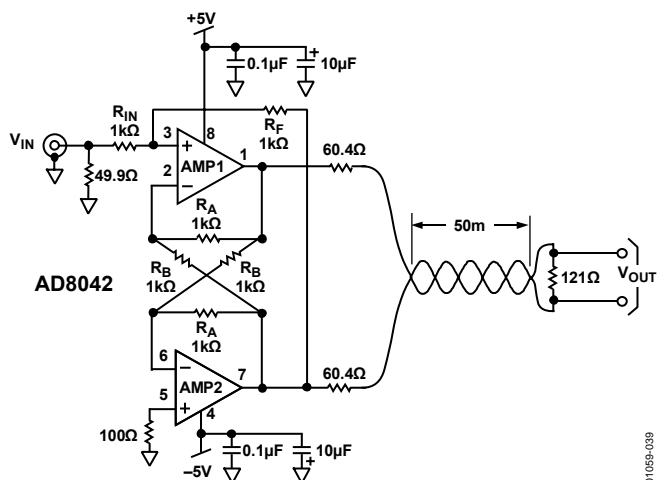 +5V
0.1µF
+
10µF
RIN
1kΩ
RF
1kΩ
VIN
49.9Ω
3
+
8
AMP1
1
2
–
60.4Ω
RA
1kΩ
50m
RB
1kΩ
RB
1kΩ
AD8042
121Ω
VOUT
RA
1kΩ
6
–
7
AMP2
5
+
4
60.4Ω
100Ω
0.1µF
10µF
+
–5V
01059-039